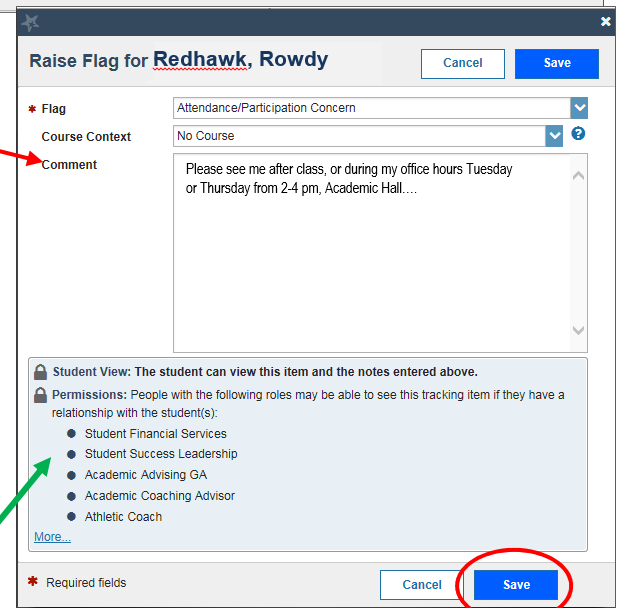 Raise Flag for Redhawk, Rowdy
Cancel
Save
* Flag
Attendance/Participation Concern
Course Context
No Course
?
Comment
Please see me after class, or during my office hours Tuesday
or Thursday from 2-4 pm, Academic Hall....
Student View: The student can view this item and the notes entered above.
Permissions: People with the following roles may be able to see this tracking item if they have a
relationship with the student(s):
● Student Financial Services
● Student Success Leadership
● Academic Advising GA
● Academic Coaching Advisor
● Athletic Coach
More...
* Required fields
Cancel
Save